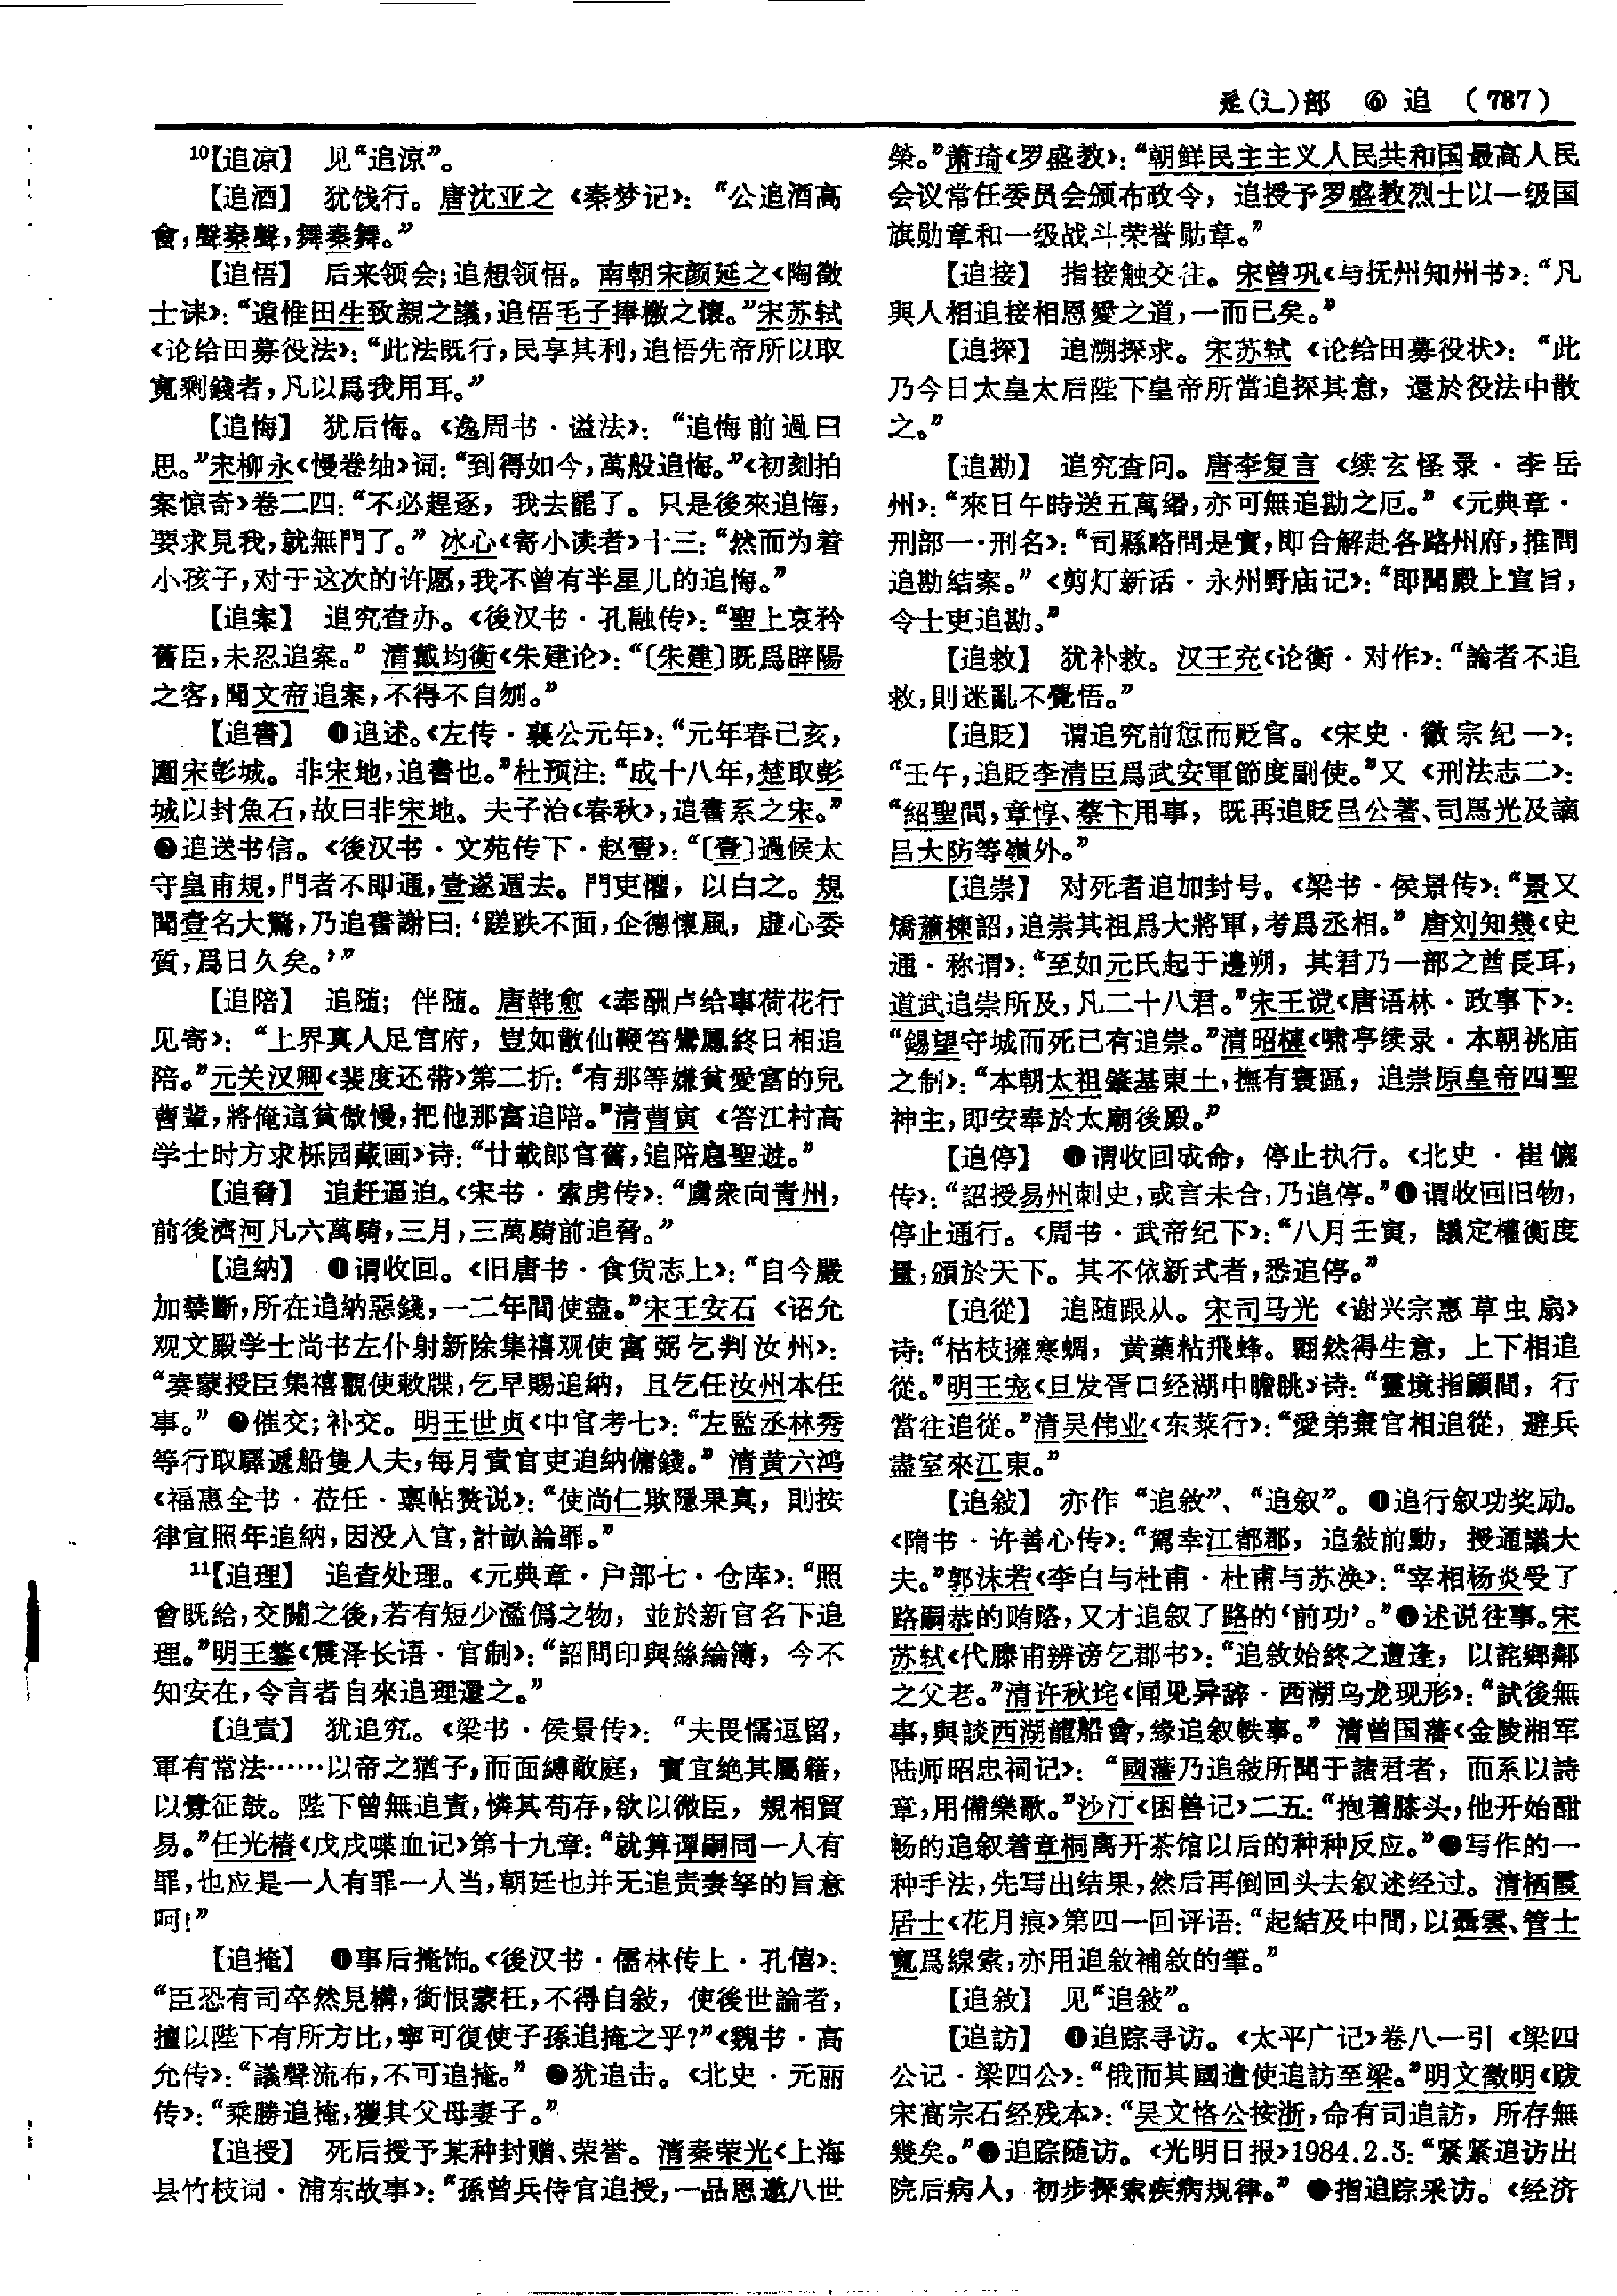 辵(辶)部 ⑥ 追 (787)
10【追凉】 见“追涼”。
【追酒】 犹饯行。唐沈亚之《秦梦记》：“公追酒高
會，聲秦聲，舞秦舞。”
【追悟】 后来领会；追想领悟。南朝宋颜延之《陶徵
士诔》：“遠惟田生致親之議，追悟毛子捧檄之懷。”宋苏轼
《论给田募役法》：“此法既行，民享其利，追悟先帝所以取
寬剩錢者，凡以爲我用耳。”
【追悔】 犹后悔。《逸周书·谥法》：“追悔前過曰
思。”宋柳永《慢卷䌷》词：“到得如今，萬般追悔。”《初刻拍
案惊奇》卷二四：“不必趕逐，我去罷了。只是後來追悔，
要求見我，就無門了。”冰心《寄小读者》十三：“然而为着
小孩子，对于这次的许愿，我不曾有半星儿的追悔。”
【追案】 追究查办。《後汉书·孔融传》：“聖上哀矜
舊臣，未忍追案。”清戴均衡《朱建论》：“〔朱建〕既爲辟陽
之客，聞文帝追案，不得不自刎。”
【追書】 ❶追述。《左传·襄公元年》：“元年春己亥，
圍宋彭城。非宋地，追書也。”杜预注：“成十八年，楚取彭
城以封魚石，故曰非宋地。夫子治《春秋》，追書系之宋。”
❷追送书信。《後汉书·文苑传下·赵壹》：“〔壹〕過候太
守皇甫規，門者不即通，壹遂遁去。門吏懼，以白之。規
聞壹名大驚，乃追書謝曰：‘蹉跌不面，企德懷風，虚心委
質，爲日久矣。’”
【追陪】 追随；伴随。唐韩愈《奉酬卢给事荷花行
见寄》：“上界真人足官府，豈如散仙鞭笞鸞鳳終日相追
陪。”元关汉卿《裴度还带》第二折：“有那等嫌貧愛富的兒
曹輩，將俺這貧傲慢，把他那富追陪。”清曹寅《答江村高
学士时方求栎园藏画》诗：“廿載郎官舊，追陪扈聖遊。”
【追脅】 追赶逼迫。《宋书·索虏传》：“虜衆向青州，
前後濟河凡六萬騎，三月，三萬騎前追脅。”
【追納】 ❶谓收回。《旧唐书·食货志上》：“自今嚴
加禁斷，所在追納惡錢，一二年間使盡。”宋王安石《诏允
观文殿学士尚书左仆射新除集禧观使富弼乞判汝州》：
“奏蒙授臣集禧觀使敕牒，乞早賜追納，且乞任汝州本任
事。”❷催交；补交。明王世贞《中官考七》：“左監丞林秀
等行取驛遞船隻人夫，每月責官吏追納傭錢。”清黄六鸿
《福惠全书·莅任·禀帖赘说》：“使尚仁欺隱果真，則按
律宜照年追納，因没入官，計畝論罪。”
11【追理】 追查处理。《元典章·户部七·仓库》：“照
會既給，交關之後，若有短少濫僞之物，並於新官名下追
理。”明王鏊《震泽长语·官制》：“詔問印與絲綸簿，今不
知安在，令言者自來追理還之。”
【追責】 犹追究。《梁书·侯景传》：“夫畏懦逗留，
軍有常法……以帝之猶子，而面縛敵庭，實宜絶其屬籍，
以釁征鼓。陛下曾無追責，憐其苟存，欲以微臣，規相貿
易。”任光椿《戊戌喋血记》第十九章：“就算谭嗣同一人有
罪，也应是一人有罪一人当，朝廷也并无追责妻孥的旨意
呵！”
【追掩】 ❶事后掩饰。《後汉书·儒林传上·孔僖》：
“臣恐有司卒然見構，銜恨蒙枉，不得自敍，使後世論者，
擅以陛下有所方比，寧可復使子孫追掩之乎？”《魏书·高
允传》：“議聲流布，不可追掩。”❷犹追击。《北史·元丽
传》：“乘勝追掩，獲其父母妻子。”
【追授】 死后授予某种封赠、荣誉。清秦荣光《上海
县竹枝词·浦东故事》：“孫曾兵侍官追授，一品恩邀八世
榮。”萧琦《罗盛教》：“朝鲜民主主义人民共和国最高人民
会议常任委员会颁布政令，追授予罗盛教烈士以一级国
旗勋章和一级战斗荣誉勋章。”
【追接】 指接触交往。宋曾巩《与抚州知州书》：“凡
與人相追接相恩愛之道，一而已矣。”
【追探】 追溯探求。宋苏轼《论给田募役状》：“此
乃今日太皇太后陛下皇帝所當追探其意，還於役法中散
之。”
【追勘】 追究查问。唐李复言《续玄怪录·李岳
州》：“來日午時送五萬緡，亦可無追勘之厄。”《元典章·
刑部一·刑名》：“司縣略問是實，即合解赴各路州府，推問
追勘結案。”《剪灯新话·永州野庙记》：“即聞殿上宣旨，
令士吏追勘。”
【追救】 犹补救。汉王充《论衡·对作》：“論者不追
救，則迷亂不覺悟。”
【追貶】 谓追究前愆而贬官。《宋史·徽宗纪一》：
“壬午，追貶李清臣爲武安軍節度副使。”又《刑法志二》：
“紹聖間，章惇、蔡卞用事，既再追貶吕公著、司馬光及謫
吕大防等嶺外。”
【追崇】 对死者追加封号。《梁书·侯景传》：“景又
矯蕭棟詔，追崇其祖爲大將軍，考爲丞相。”唐刘知幾《史
通·称谓》：“至如元氏起于邊朔，其君乃一部之酋長耳，
道武追崇所及，凡二十八君。”宋王谠《唐语林·政事下》：
“錫望守城而死已有追崇。”清昭槤《啸亭续录·本朝祧庙
之制》：“本朝太祖肇基東土，撫有寰區，追崇原皇帝四聖
神主，即安奉於太廟後殿。”
【追停】 ❶谓收回成命，停止执行。《北史·崔儦
传》：“詔授易州刺史，或言未合，乃追停。”❷谓收回旧物，
停止通行。《周书·武帝纪下》：“八月壬寅，議定權衡度
量，頒於天下。其不依新式者，悉追停。”
【追從】 追随跟从。宋司马光《谢兴宗惠草虫扇》
诗：“枯枝擁寒蜩，黄蘂粘飛蜂。翾然得生意，上下相追
從。”明王宠《旦发胥口经湖中瞻眺》诗：“靈境指顧間，行
當往追從。”清吴伟业《东莱行》：“愛弟棄官相追從，避兵
盡室來江東。”
【追敍】 亦作“追敘”、“追叙”。❶追行叙功奖励。
《隋书·许善心传》：“駕幸江都郡，追敍前勳，授通議大
夫。”郭沫若《李白与杜甫·杜甫与苏涣》：“宰相杨炎受了
路嗣恭的贿赂，又才追叙了路的‘前功’。”❷述说往事。宋
苏轼《代滕甫辨谤乞郡书》：“追敘始終之遭逢，以詫鄉鄰
之父老。”清许秋垞《闻见异辞·西湖乌龙现形》：“試後無
事，與談西湖龍船會，緣追叙軼事。”清曾国藩《金陵湘军
陆师昭忠祠记》：“國藩乃追敍所聞于諸君者，而系以詩
章，用備樂歌。”沙汀《困兽记》二五：“抱着膝头，他开始酣
畅的追叙着章桐离开茶馆以后的种种反应。”❸写作的一
种手法，先写出结果，然后再倒回头去叙述经过。清栖霞
居士《花月痕》第四一回评语：“起結及中間，以聶雲、管士
寬爲線索，亦用追敘補敘的筆。”
【追敘】 见“追敍”。
【追訪】 ❶追踪寻访。《太平广记》卷八一引《梁四
公记·梁四公》：“俄而其國遣使追訪至梁。”明文徵明《跋
宋高宗石经残本》：“吴文恪公按浙，命有司追訪，所存無
幾矣。”❷追踪随访。《光明日报》1984.2.3：“紧紧追访出
院后病人，初步探索疾病规律。”❸指追踪采访。《经济